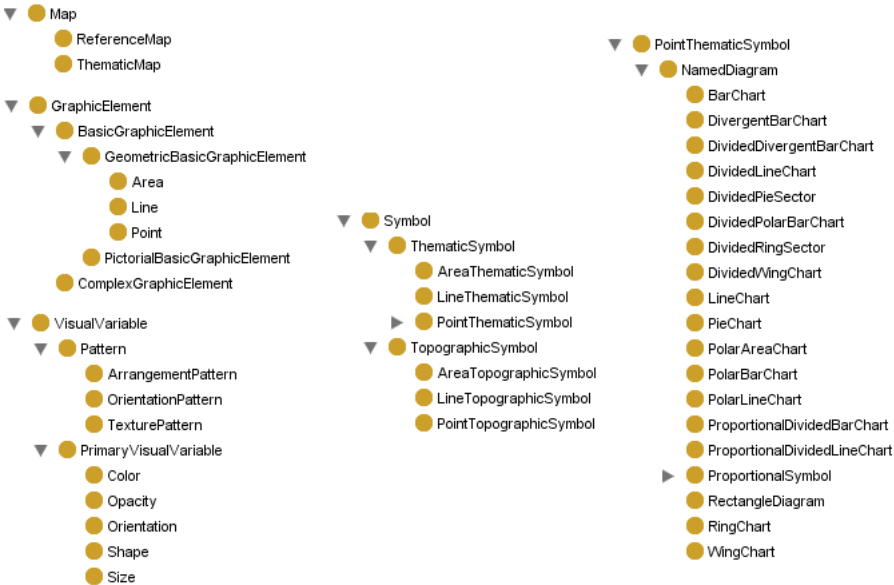 Map
ReferenceMap
ThematicMap
GraphicElement
BasicGraphicElement
GeometricBasicGraphicElement
Area
Line
Point
PictorialBasicGraphicElement
ComplexGraphicElement
VisualVariable
Pattern
ArrangementPattern
OrientationPattern
TexturePattern
PrimaryVisualVariable
Color
Opacity
Orientation
Shape
Size
Symbol
ThematicSymbol
AreaThematicSymbol
LineThematicSymbol
PointThematicSymbol
TopographicSymbol
AreaTopographicSymbol
LineTopographicSymbol
PointTopographicSymbol
PointThematicSymbol
NamedDiagram
BarChart
DivergentBarChart
DividedDivergentBarChart
DividedLineChart
DividedPieSector
DividedPolarBarChart
DividedRingSector
DividedWingChart
LineChart
PieChart
PolarAreaChart
PolarBarChart
PolarLineChart
ProportionalDividedBarChart
ProportionalDividedLineChart
ProportionalSymbol
RectangleDiagram
RingChart
WingChart